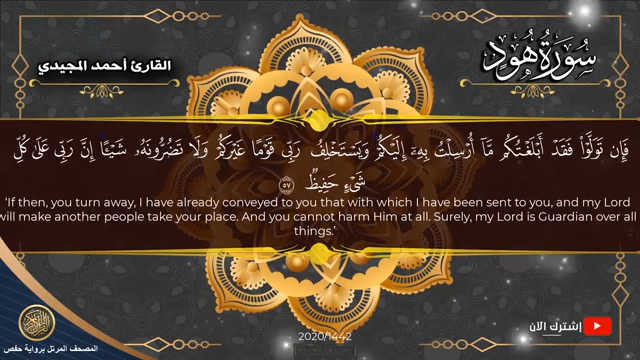 سُورَةُ هُودٍ
القارئ أحمد المجيدي
فَإِن تَوَلَّوْا۟ فَقَدْ أَبْلَغْتُكُم مَّآ أُرْسِلْتُ بِهِۦٓ إِلَيْكُمْ وَيَسْتَخْلِفُ رَبِّى قَوْمًا غَيْرَكُمْ وَلَا تَضُرُّونَهُۥ شَيْـًٔا إِنَّ رَبِّى عَلَىٰ كُلِّ
شَىْءٍ حَفِيظٌ ٥٧
'If then, you turn away, I have already conveyed to you that with which I have been sent to you, and my Lord
will make another people take your place. And you cannot harm Him at all. Surely, my Lord is Guardian over all
things.'
2020/1442
إشترك الآن
المصحف المرتل برواية حفص